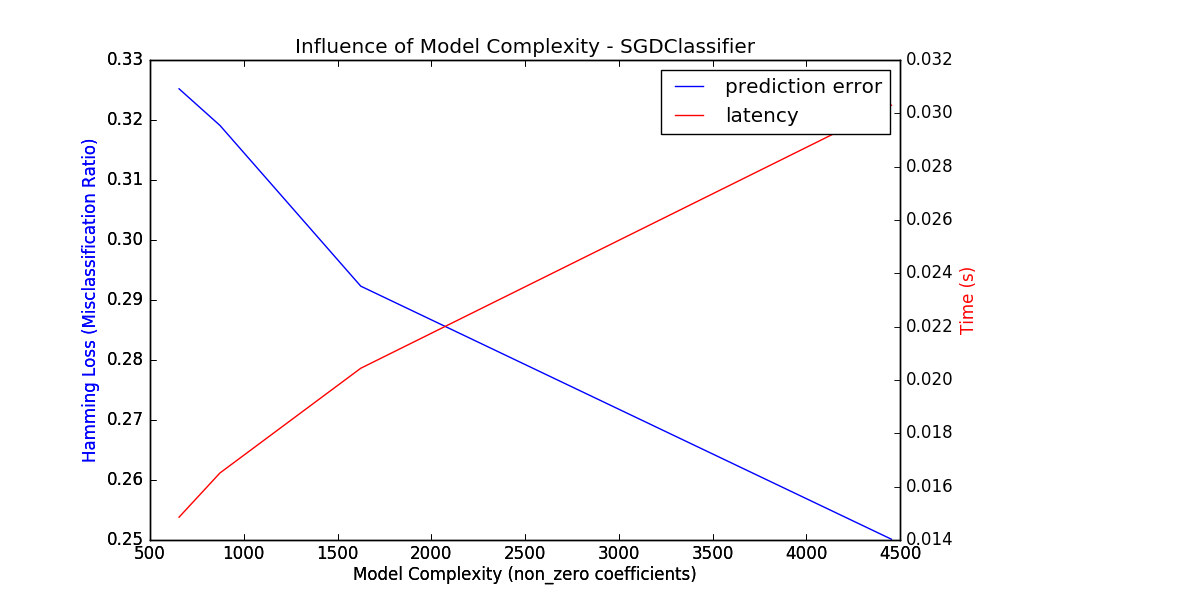 Influence of Model Complexity - SGDClassifier
prediction error
latency
0.33
0.32
0.31
0.30
0.29
0.28
0.27
0.26
0.25
Hamming Loss (Misclassification Ratio)
0.032
0.030
0.028
0.026
0.024
0.022
0.020
0.018
0.016
0.014
Time (s)
500 1000 1500 2000 2500 3000 3500 4000 4500
Model Complexity (non_zero coefficients)